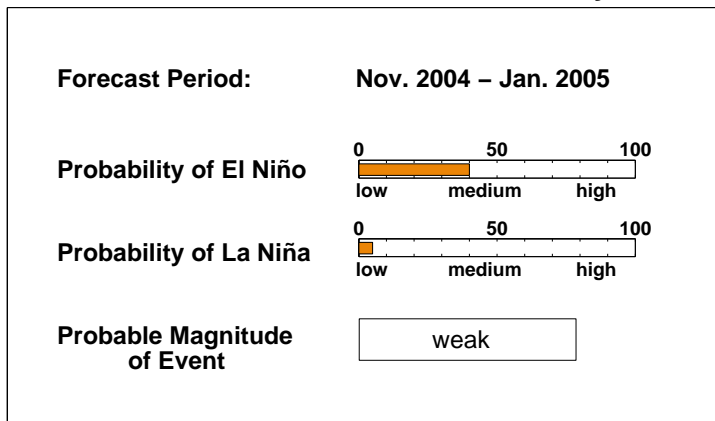 Forecast Period: Nov. 2004 – Jan. 2005
0 50 100
Probability of El Niño
low medium high
0 50 100
Probability of La Niña
low medium high
Probable Magnitude
of Event
weak